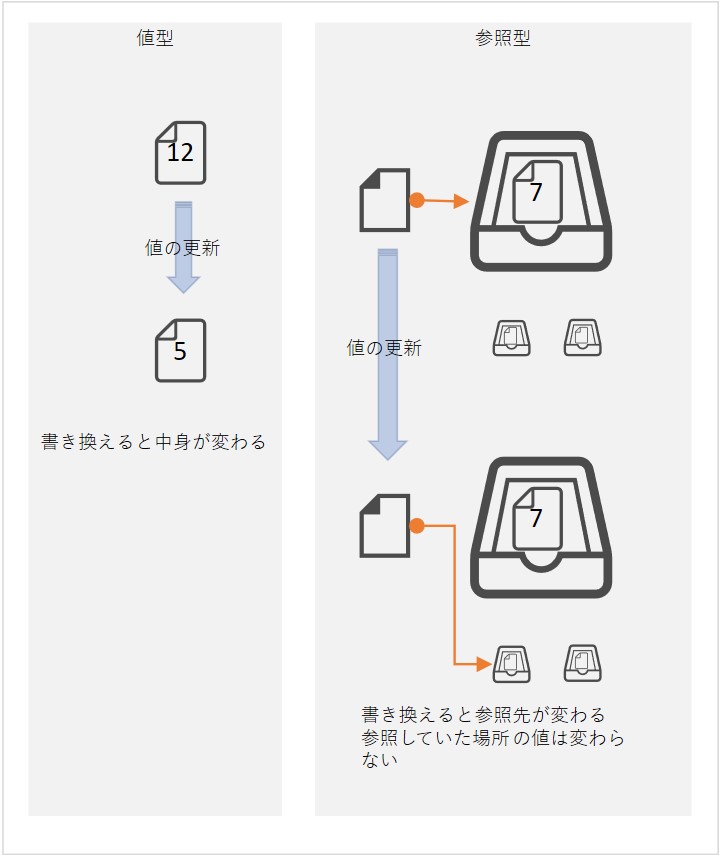 値型
12
値の更新
5
書き換えると中身が変わる
参照型
7
値の更新
7
書き換えると参照先が変わる
参照していた場所の値は変わら
ない